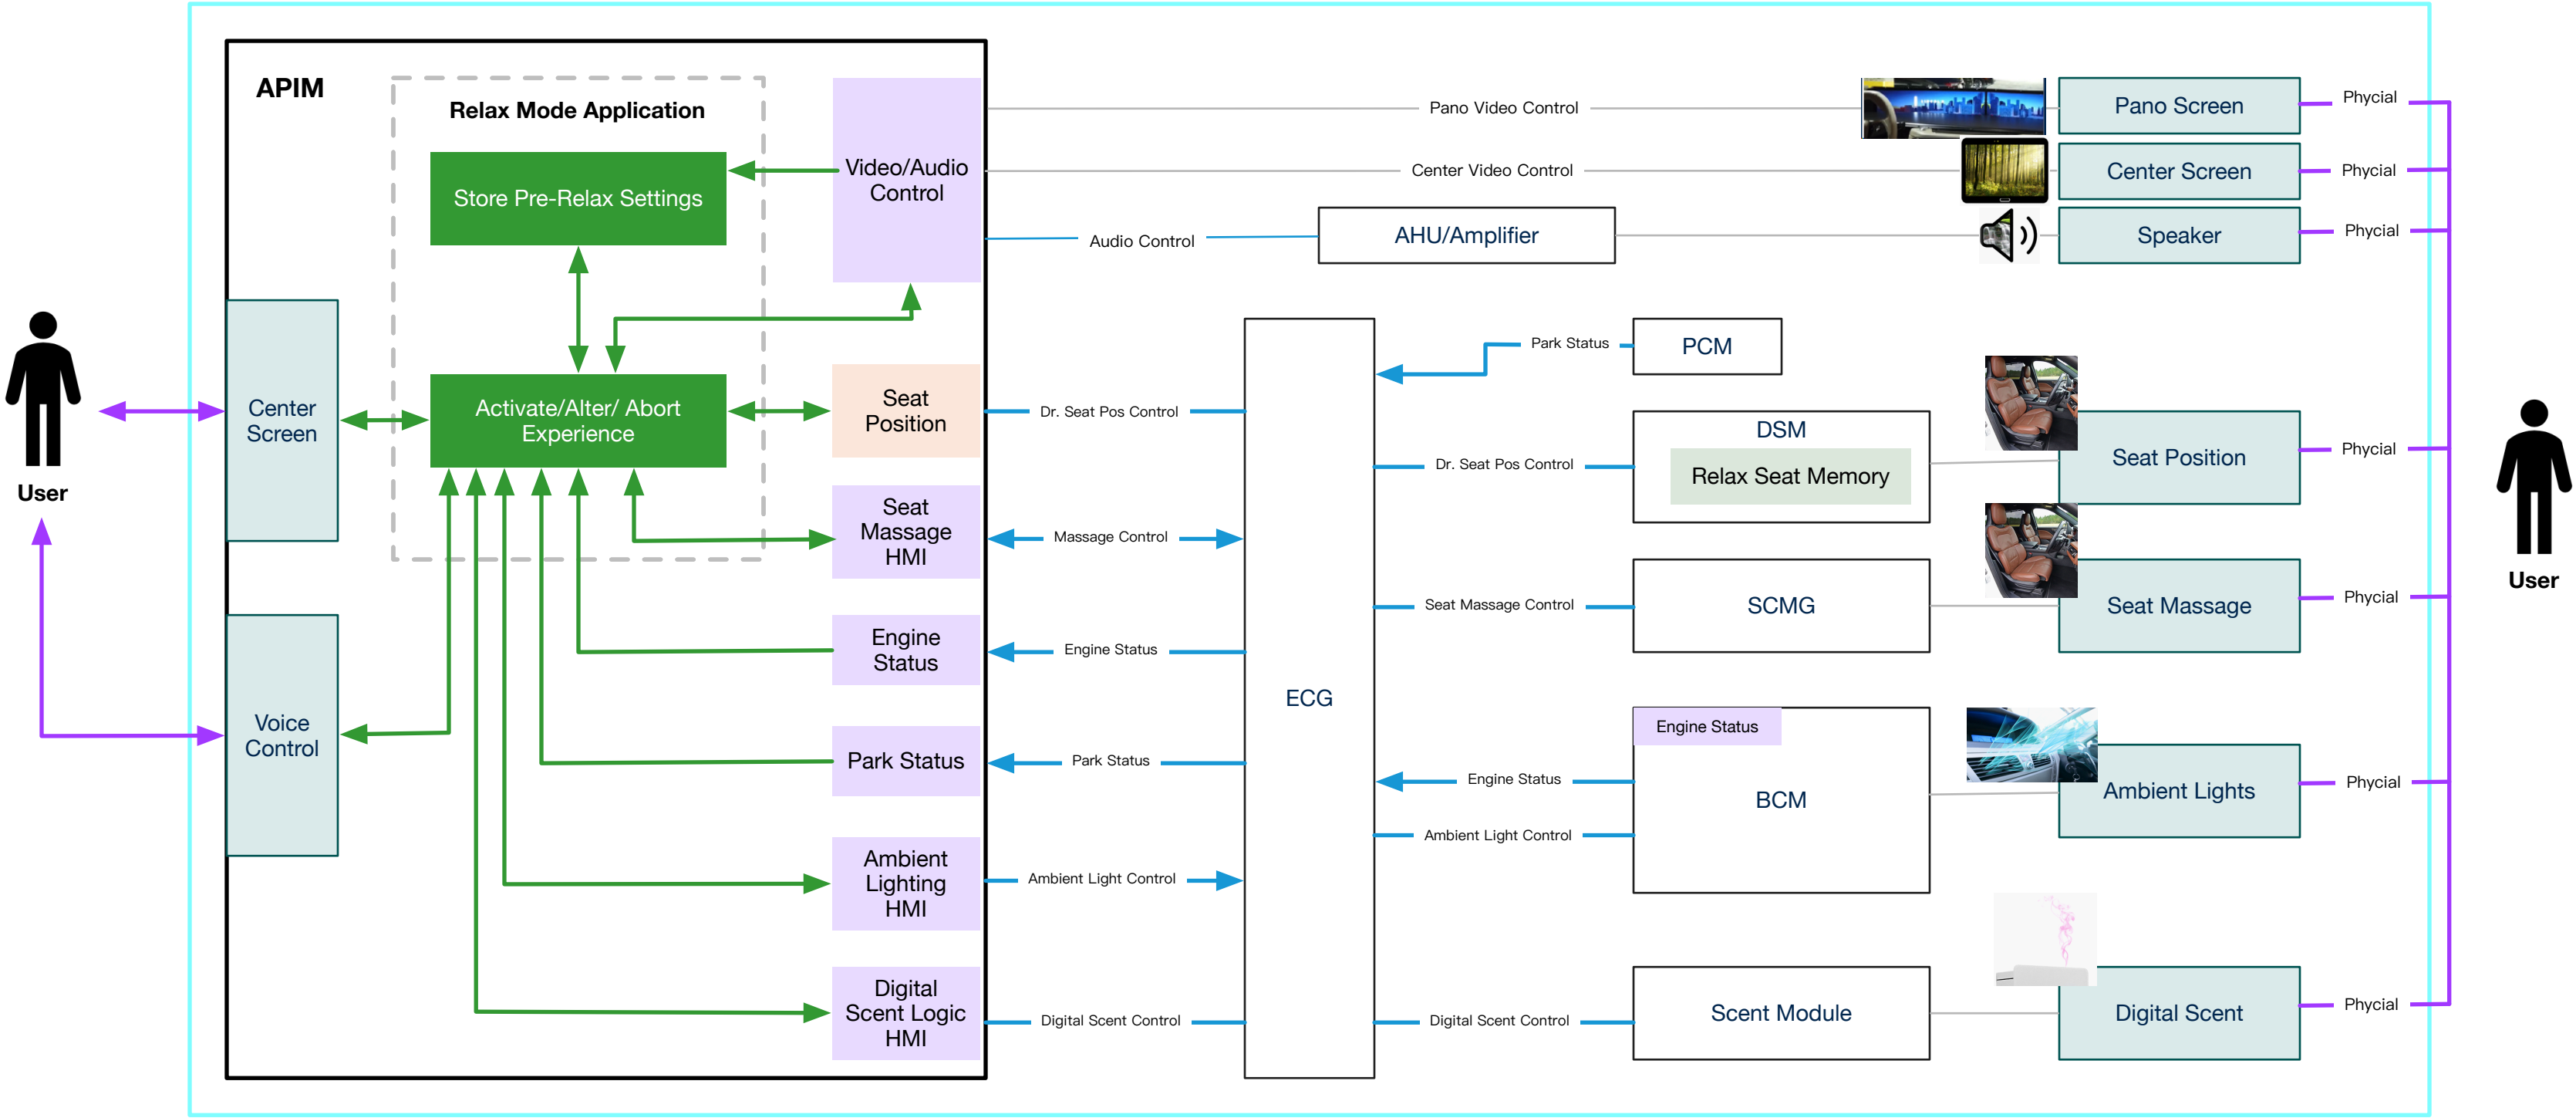 APIM
Relax Mode Application
Store Pre-Relax Settings
Activate/Alter/ Abort
Experience
Video/Audio
Control
Seat
Position
Seat
Massage
HMI
Engine
Status
Park Status
Ambient
Lighting
HMI
Digital
Scent Logic
HMI
User
Center
Screen
Voice
Control
Pano Video Control
Center Video Control
Audio Control
AHU/Amplifier
Dr. Seat Pos Control
Massage Control
Engine Status
Park Status
Ambient Light Control
Digital Scent Control
ECG
Park Status
Dr. Seat Pos Control
Seat Massage Control
Engine Status
Ambient Light Control
Digital Scent Control
PCM
DSM
Relax Seat Memory
SCMG
Engine Status
BCM
Scent Module
Pano Screen
Center Screen
Speaker
Seat Position
Seat Massage
Ambient Lights
Digital Scent
Phycial
Phycial
Phycial
Phycial
Phycial
Phycial
Phycial
User